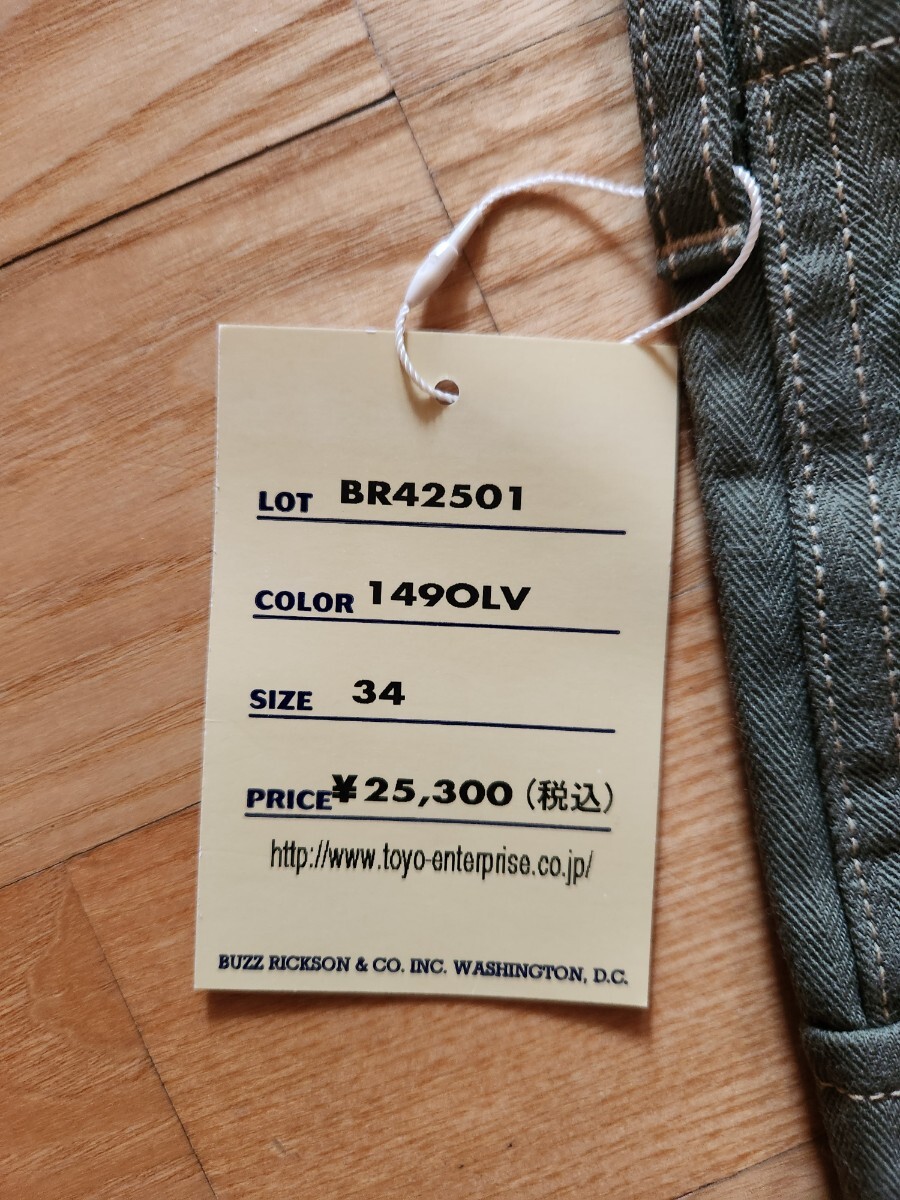 LOT BR42501
COLOR 149OLV
SIZE 34
PRICE ¥25,300 (税込)
http://www.toyo-enterprise.co.jp/
BUZZ RICKSON & CO. INC. WASHINGTON, D.C.